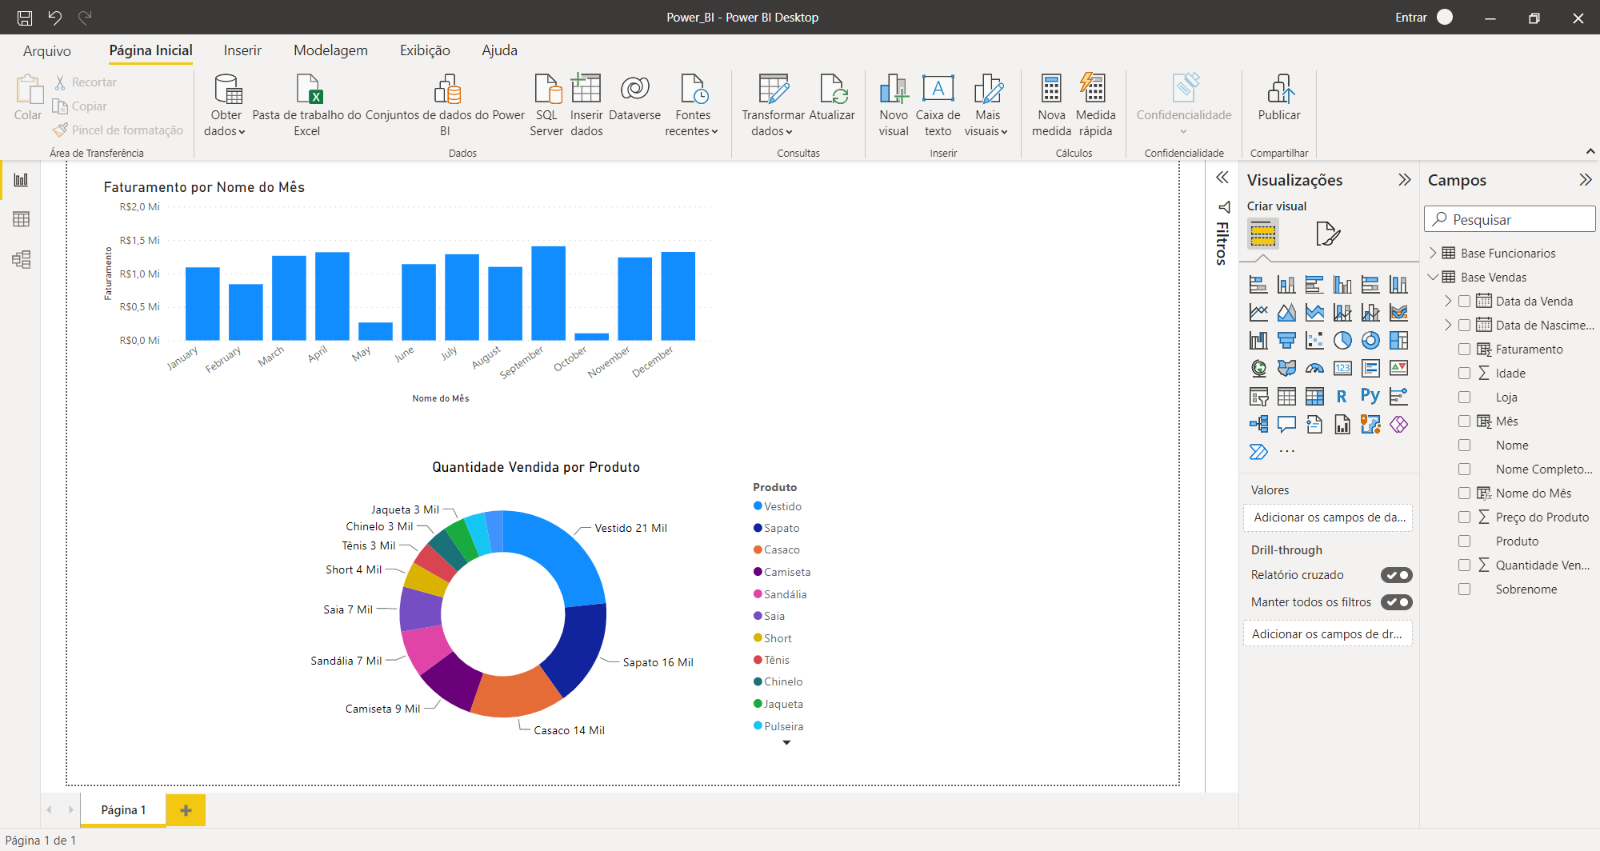 Power_BI - Power BI Desktop
Entrar
Arquivo
Página Inicial
Inserir
Modelagem
Exibição
Ajuda
Colar
Recortar
Copiar
Pincel de formatação
Área de Transferência
Obter
dados
Pasta de trabalho do
Excel
Conjuntos de dados do Power
BI
SQL
Server
Inserir
dados
Dataverse
Fontes
recentes
Dados
Transformar
dados
Atualizar
Consultas
Novo
visual
A
Caixa de
texto
Mais
visuais
Inserir
Nova
medida
Medida
rápida
Cálculos
Confidencialidade
Confidencialidade
Publicar
Compartilhar
Faturamento por Nome do Mês
R$2,0 Mi
R$1,5 Mi
R$1,0 Mi
R$0,5 Mi
R$0,0 Mi
Faturamento
January
February
March
April
May
June
July
August
September
October
November
December
Nome do Mês
Quantidade Vendida por Produto
Jaqueta 3 Mil
Chinelo 3 Mil
Tênis 3 Mil
Short 4 Mil
Saia 7 Mil
Sandália 7 Mil
Camiseta 9 Mil
Casaco 14 Mil
Sapato 16 Mil
Vestido 21 Mil
Produto
Vestido
Sapato
Casaco
Camiseta
Sandália
Saia
Short
Tênis
Chinelo
Jaqueta
Pulseira
Filtros
Visualizações
Criar visual
123
R
Py
Valores
Adicionar os campos de da...
Drill-through
Relatório cruzado
Manter todos os filtros
Adicionar os campos de dr...
Campos
Pesquisar
Base Funcionarios
Base Vendas
Data da Venda
Data de Nascime...
Faturamento
Idade
Loja
Mês
Nome
Nome Completo...
Nome do Mês
Preço do Produto
Produto
Quantidade Ven...
Sobrenome
Página 1
Página 1 de 1